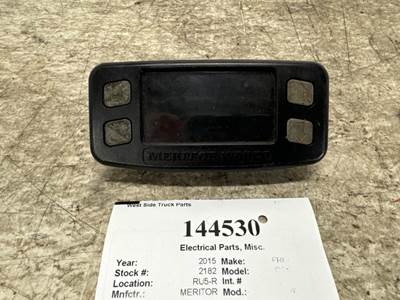 MERITOR WABCO
West Side Truck Parts
144530
Electrical Parts, Misc.
Year: 2015 Make:
Stock #: 2182 Model:
Location: RU5-R Int. #
Mnfctr.: MERITOR Mod.: